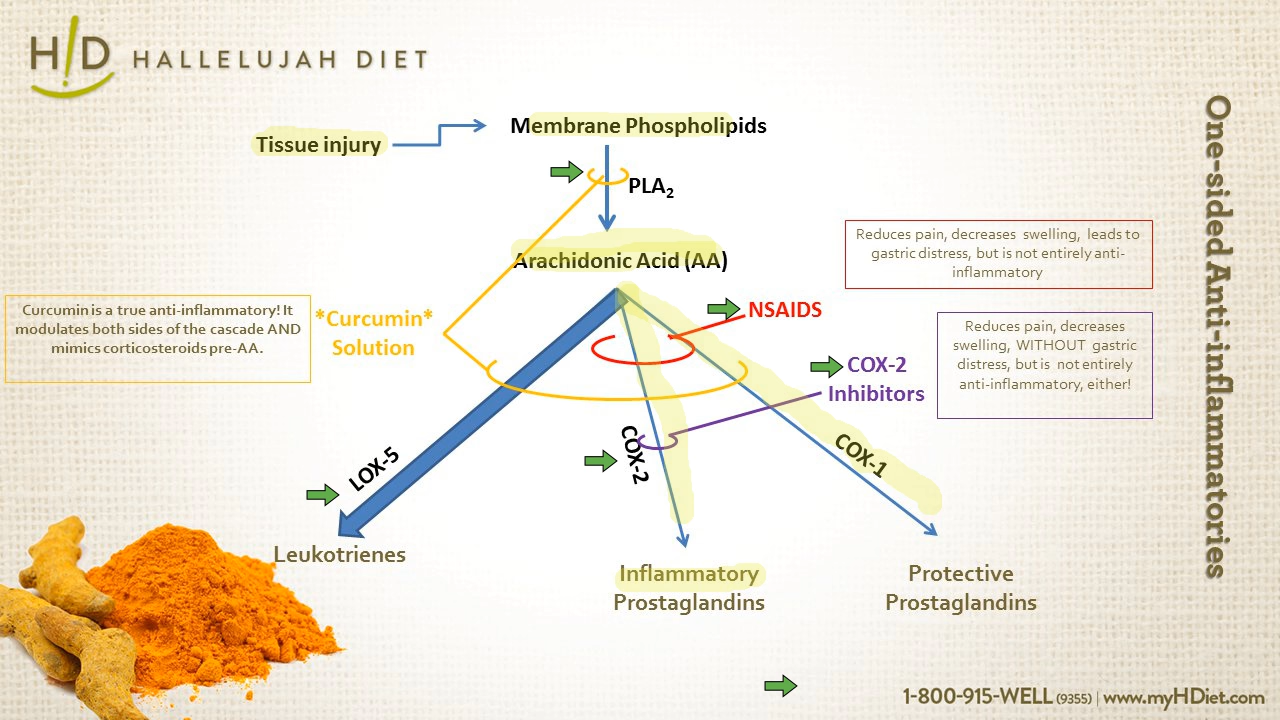 H!D HALLELUJAH DIET
One-sided Anti-inflammatories
Tissue injury
Membrane Phospholipids
PLA₂
Arachidonic Acid (AA)
Reduces pain, decreases swelling, leads to
gastric distress, but is not entirely anti-
inflammatory
Curcumin is a true anti-inflammatory! It
modulates both sides of the cascade AND
mimics corticosteroids pre-AA.
*Curcumin*
Solution
NSAIDS
Reduces pain, decreases
swelling, WITHOUT gastric
distress, but is not entirely
anti-inflammatory, either!
COX-2
Inhibitors
LOX-5
COX-2
COX-1
Leukotrienes
Inflammatory
Prostaglandins
Protective
Prostaglandins
1-800-915-WELL (9355) | www.myHDiet.com